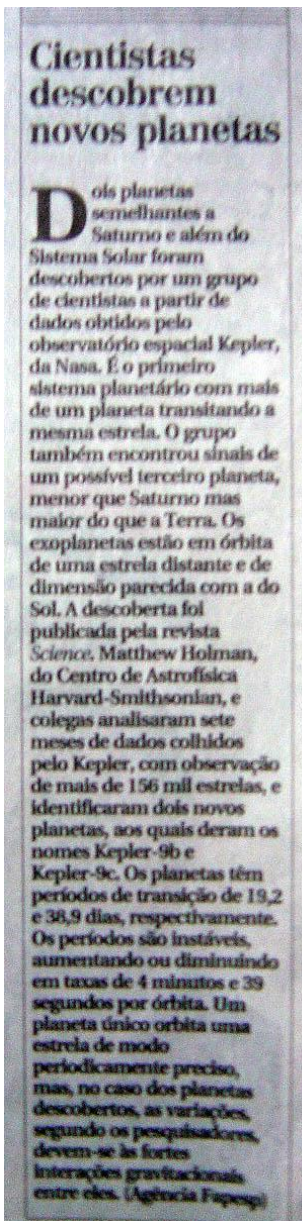 Cientistas
descobrem
novos planetas
Dois planetas
semelhantes a
Saturno e além do
Sistema Solar foram
descobertos por um grupo
de cientistas a partir de
dados obtidos pelo
observatório espacial Kepler,
da Nasa. É o primeiro
sistema planetário com mais
de um planeta transitando a
mesma estrela. O grupo
também encontrou sinais de
um possível terceiro planeta,
menor que Saturno mas
maior do que a Terra. Os
exoplanetas estão em órbita
de uma estrela distante e de
dimensão parecida com a do
Sol. A descoberta foi
publicada pela revista
Science. Matthew Holman,
do Centro de Astrofísica
Harvard-Smithsonian, e
colegas analisaram sete
meses de dados colhidos
pelo Kepler, com observação
de mais de 156 mil estrelas, e
identificaram dois novos
planetas, aos quais deram os
nomes Kepler-9b e
Kepler-9c. Os planetas têm
períodos de transição de 19,2
e 38,9 dias, respectivamente.
Os períodos são instáveis,
aumentando ou diminuindo
em taxas de 4 minutos e 39
segundos por órbita. Um
planeta único orbita uma
estrela de modo
periodicamente preciso,
mas, no caso dos planetas
descobertos, as variações,
segundo os pesquisadores,
devem-se às fortes
interações gravitacionais
entre eles. (Agência Fapesp)